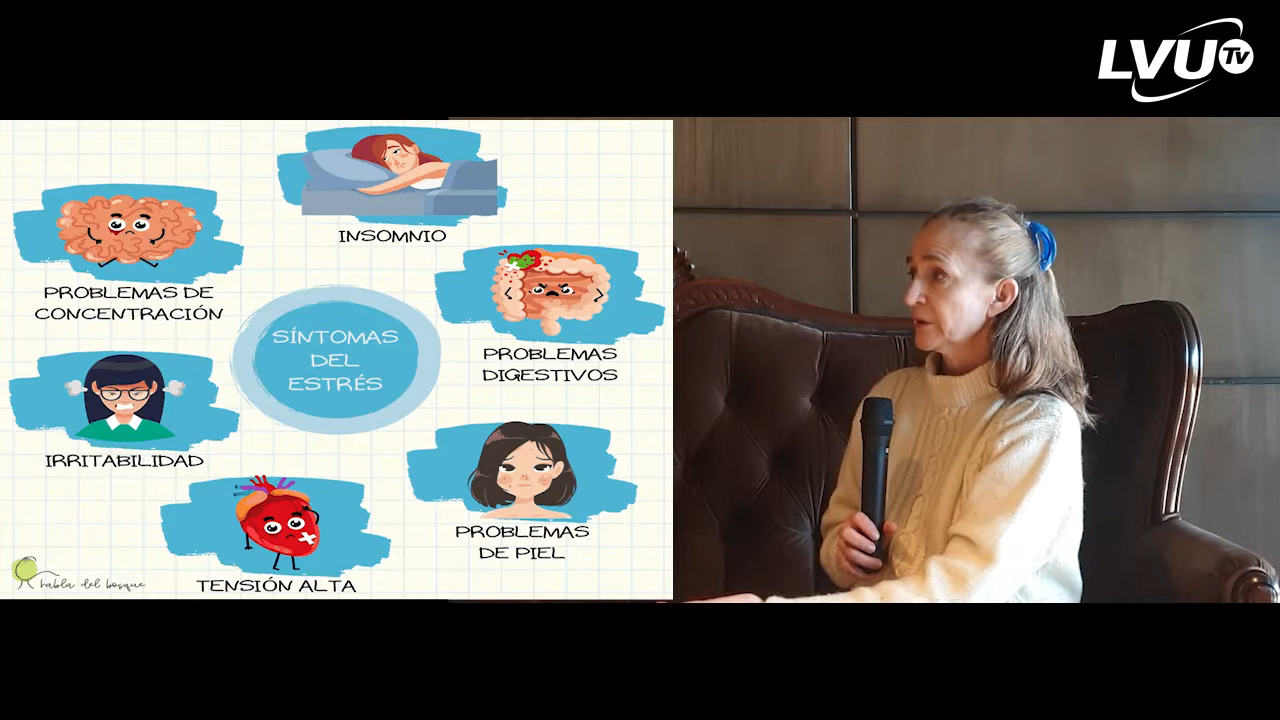 LVU TV
INSOMNIO
PROBLEMAS DE
CONCENTRACIÓN
SÍNTOMAS
DEL
ESTRÉS
PROBLEMAS
DIGESTIVOS
IRRITABILIDAD
PROBLEMAS
DE PIEL
TENSIÓN ALTA
habla del bosque